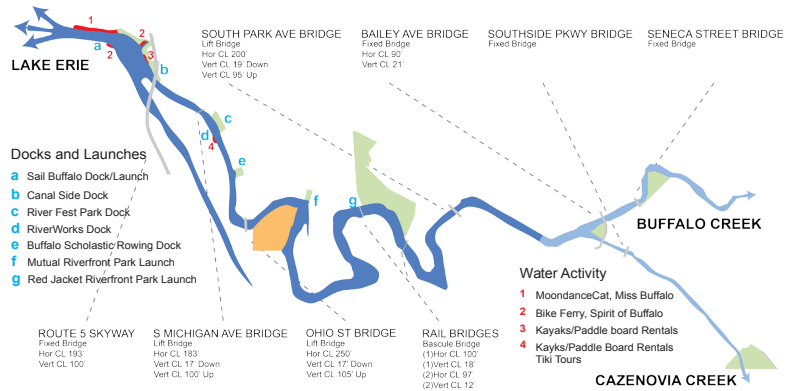 SOUTH PARK AVE BRIDGE
Lift Bridge
Hor CL 200'
Vert CL 19' Down
Vert CL 95' Up
BAILEY AVE BRIDGE
Fixed Bridge
Hor CL 90'
Vert CL 21'
SOUTHSIDE PKWY BRIDGE
Fixed Bridge
SENECA STREET BRIDGE
Fixed Bridge
1
2
a
2
3
b
LAKE ERIE
c
d
4
e
f
g
Docks and Launches
a Sail Buffalo Dock/Launch
b Canal Side Dock
c River Fest Park Dock
d RiverWorks Dock
e Buffalo Scholastic Rowing Dock
f Mutual Riverfront Park Launch
g Red Jacket Riverfront Park Launch
BUFFALO CREEK
Water Activity
1 MoondanceCat, Miss Buffalo
2 Bike Ferry, Spirit of Buffalo
3 Kayaks/Paddle board Rentals
4 Kayks/Paddle Board Rentals
Tiki Tours
CAZENOVIA CREEK
ROUTE 5 SKYWAY
Fixed Bridge
Hor CL 193'
Vert CL 100'
S MICHIGAN AVE BRIDGE
Lift Bridge
Hor CL 183'
Vert CL 17' Down
Vert CL 100' Up
OHIO ST BRIDGE
Lift Bridge
Hor CL 250'
Vert CL 17' Down
Vert CL 105' Up
RAIL BRIDGES
Bascule Bridge
(1)Hor CL 100'
(1)Vert CL 18'
(2)Hor CL 97'
(2)Vert CL 12'